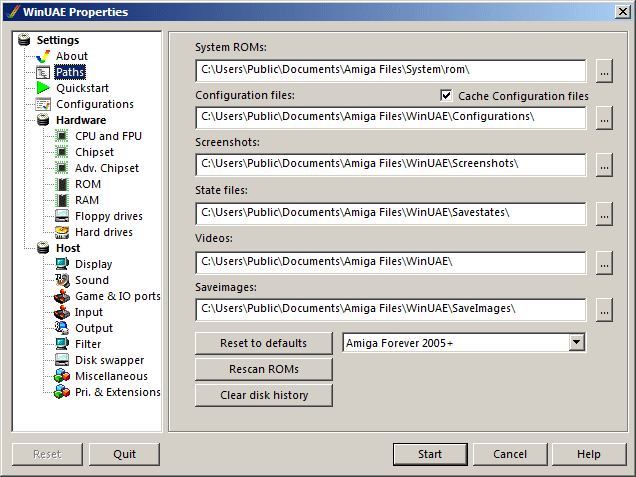 WinUAE Properties
Settings
About
Paths
Quickstart
Configurations
Hardware
CPU and FPU
Chipset
Adv. Chipset
ROM
RAM
Floppy drives
Hard drives
Host
Display
Sound
Game & IO ports
Input
Output
Filter
Disk swapper
Miscellaneous
Pri. & Extensions
System ROMs:
C:\Users\Public\Documents\Amiga Files\System\rom\
...
Configuration files:
Cache Configuration files
C:\Users\Public\Documents\Amiga Files\WinUAE\Configurations\
...
Screenshots:
C:\Users\Public\Documents\Amiga Files\WinUAE\Screenshots\
...
State files:
C:\Users\Public\Documents\Amiga Files\WinUAE\Savestates\
...
Videos:
C:\Users\Public\Documents\Amiga Files\WinUAE\
...
Saveimages:
C:\Users\Public\Documents\Amiga Files\WinUAE\SaveImages\
...
Reset to defaults
Amiga Forever 2005+
Rescan ROMs
Clear disk history
Reset
Quit
Start
Cancel
Help